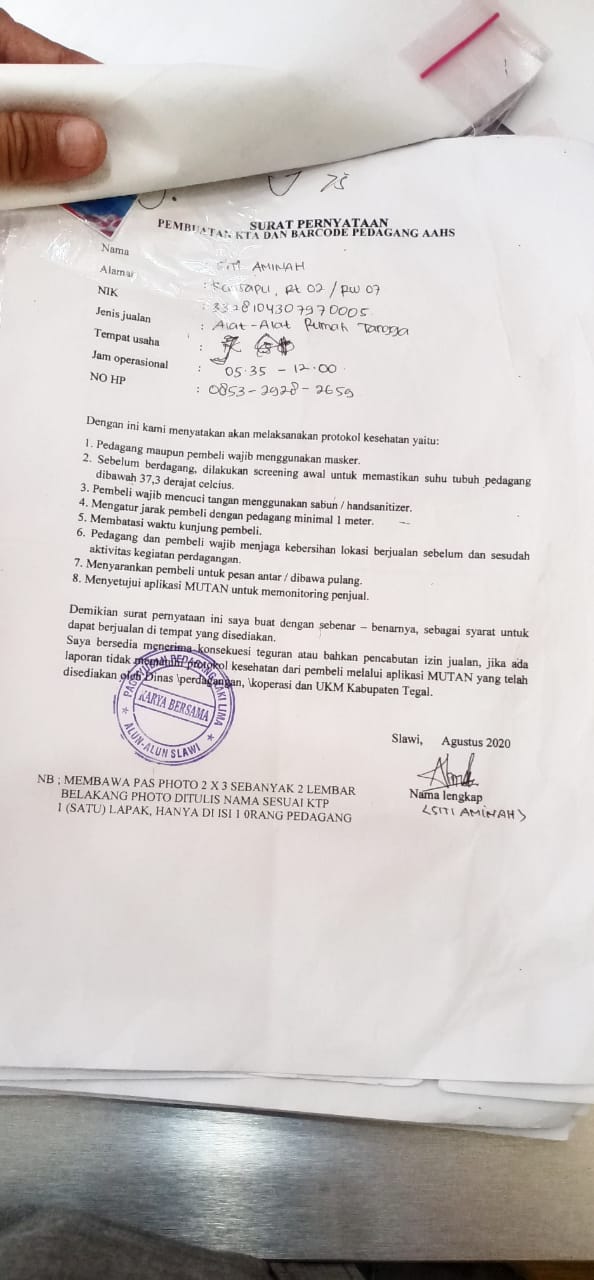 75
SURAT PERNYATAAN
PEMBUATAN KTA DAN BARCODE PEDAGANG AAHS
Nama : SITI AMINAH
Alamat : RT 02 / RW 07
NIK : 3328104307970005
Jenis jualan : Alat-Alat Rumah Tangga
Tempat usaha :
Jam operasional : 05.35 - 12.00
NO HP : 0853-2928-2659
Dengan ini kami menyatakan akan melaksanakan protokol kesehatan yaitu:
1. Pedagang maupun pembeli wajib menggunakan masker.
2. Sebelum berdagang, dilakukan screening awal untuk memastikan suhu tubuh pedagang
dibawah 37,3 derajat celcius.
3. Pembeli wajib mencuci tangan menggunakan sabun / handsanitizer.
4. Mengatur jarak pembeli dengan pedagang minimal 1 meter.
5. Membatasi waktu kunjung pembeli.
6. Pedagang dan pembeli wajib menjaga kebersihan lokasi berjualan sebelum dan sesudah
aktivitas kegiatan perdagangan.
7. Menyarankan pembeli untuk pesan antar / dibawa pulang.
8. Menyetujui aplikasi MUTAN untuk memonitoring penjual.
Demikian surat pernyataan ini saya buat dengan sebenar – benarnya, sebagai syarat untuk
dapat berjualan di tempat yang disediakan.
Saya bersedia menerima konsekuesi teguran atau bahkan pencabutan izin jualan, jika ada
laporan tidak mematuhi protokol kesehatan dari pembeli melalui aplikasi MUTAN yang telah
disediakan oleh Dinas \perdagangan, \koperasi dan UKM Kabupaten Tegal.
PEDAGANG KAKI LIMA
KARYA BERSAMA
ALUN-ALUN SLAWI
Slawi, Agustus 2020
Nama lengkap
(SITI AMINAH)
NB ; MEMBAWA PAS PHOTO 2 X 3 SEBANYAK 2 LEMBAR
BELAKANG PHOTO DITULIS NAMA SESUAI KTP
1 (SATU) LAPAK, HANYA DI ISI 1 0RANG PEDAGANG